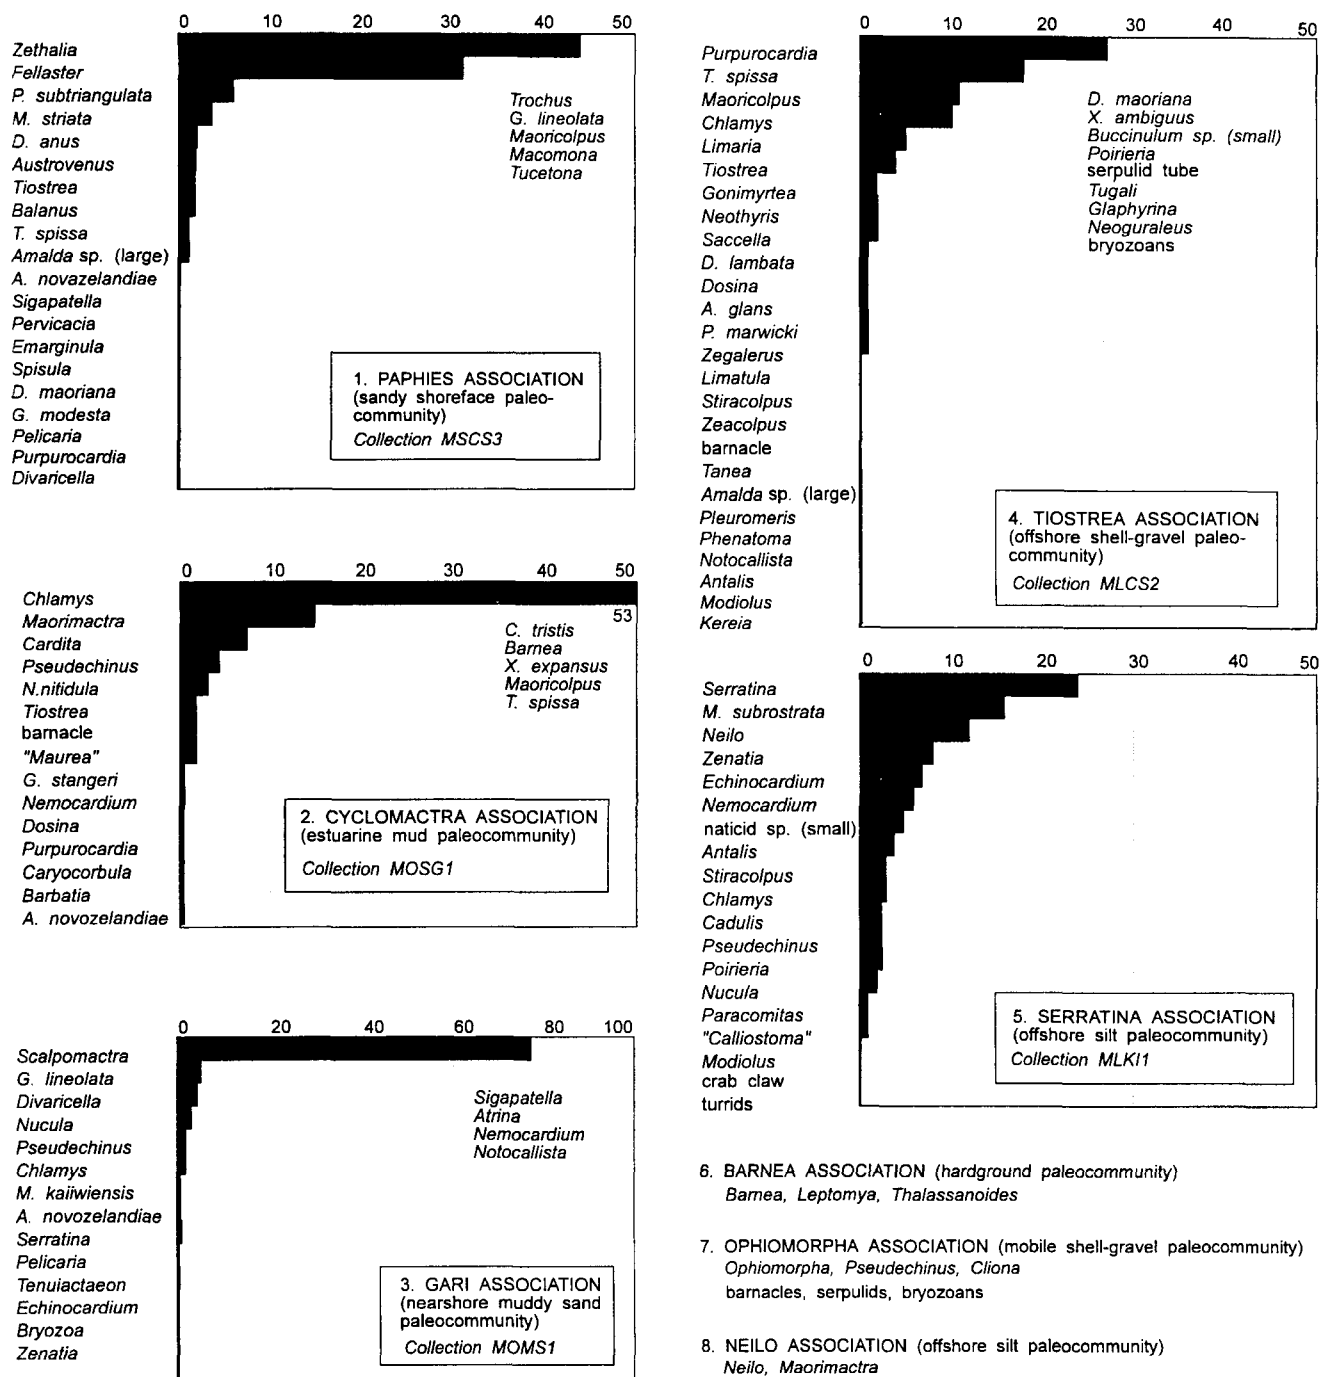 0 10 20 30 40 50
Zethalia
Fellaster
P. subtriangulata
M. striata
D. anus
Austrovenus
Tiostrea
Balanus
T. spissa
Amalda sp. (large)
A. novazelandiae
Sigapatella
Pervicacia
Emarginula
Spisula
D. maoriana
G. modesta
Pelicaria
Purpurocardia
Divaricella
Trochus
G. lineolata
Maoricolpus
Macomona
Tucetona
1. PAPHIES ASSOCIATION
(sandy shoreface paleo-
community)
Collection MSCS3
0 10 20 30 40 50
Chlamys
Maorimactra
Cardita
Pseudechinus
N.nitidula
Tiostrea
barnacle
"Maurea"
G. stangeri
Nemocardium
Dosina
Purpurocardia
Caryocorbula
Barbatia
A. novozelandiae
53
C. tristis
Barnea
X. expansus
Maoricolpus
T. spissa
2. CYCLOMACTRA ASSOCIATION
(estuarine mud paleocommunity)
Collection MOSG1
0 20 40 60 80 100
Scalpomactra
G. lineolata
Divaricella
Nucula
Pseudechinus
Chlamys
M. kaiiwiensis
A. novozelandiae
Serratina
Pelicaria
Tenuiactaeon
Echinocardium
Bryozoa
Zenatia
Sigapatella
Atrina
Nemocardium
Notocallista
3. GARI ASSOCIATION
(nearshore muddy sand
paleocommunity)
Collection MOMS1
0 10 20 30 40 50
Purpurocardia
T. spissa
Maoricolpus
Chlamys
Limaria
Tiostrea
Gonimyrtea
Neothyris
Saccella
D. lambata
Dosina
A. glans
P. marwicki
Zegalerus
Limatula
Stiracolpus
Zeacolpus
barnacle
Tanea
Amalda sp. (large)
Pleuromeris
Phenatoma
Notocallista
Antalis
Modiolus
Kereia
D. maoriana
X. ambiguus
Buccinulum sp. (small)
Poirieria
serpulid tube
Tugali
Glaphyrina
Neoguraleus
bryozoans
4. TIOSTREA ASSOCIATION
(offshore shell-gravel paleo-
community)
Collection MLCS2
0 10 20 30 40 50
Serratina
M. subrostrata
Neilo
Zenatia
Echinocardium
Nemocardium
naticid sp. (small)
Antalis
Stiracolpus
Chlamys
Cadulis
Pseudechinus
Poirieria
Nucula
Paracomitas
"Calliostoma"
Modiolus
crab claw
turrids
5. SERRATINA ASSOCIATION
(offshore silt paleocommunity)
Collection MLKI1
6. BARNEA ASSOCIATION (hardground paleocommunity)
Barnea, Leptomya, Thalassanoides
7. OPHIOMORPHA ASSOCIATION (mobile shell-gravel paleocommunity)
Ophiomorpha, Pseudechinus, Cliona
barnacles, serpulids, bryozoans
8. NEILO ASSOCIATION (offshore silt paleocommunity)
Neilo, Maorimactra